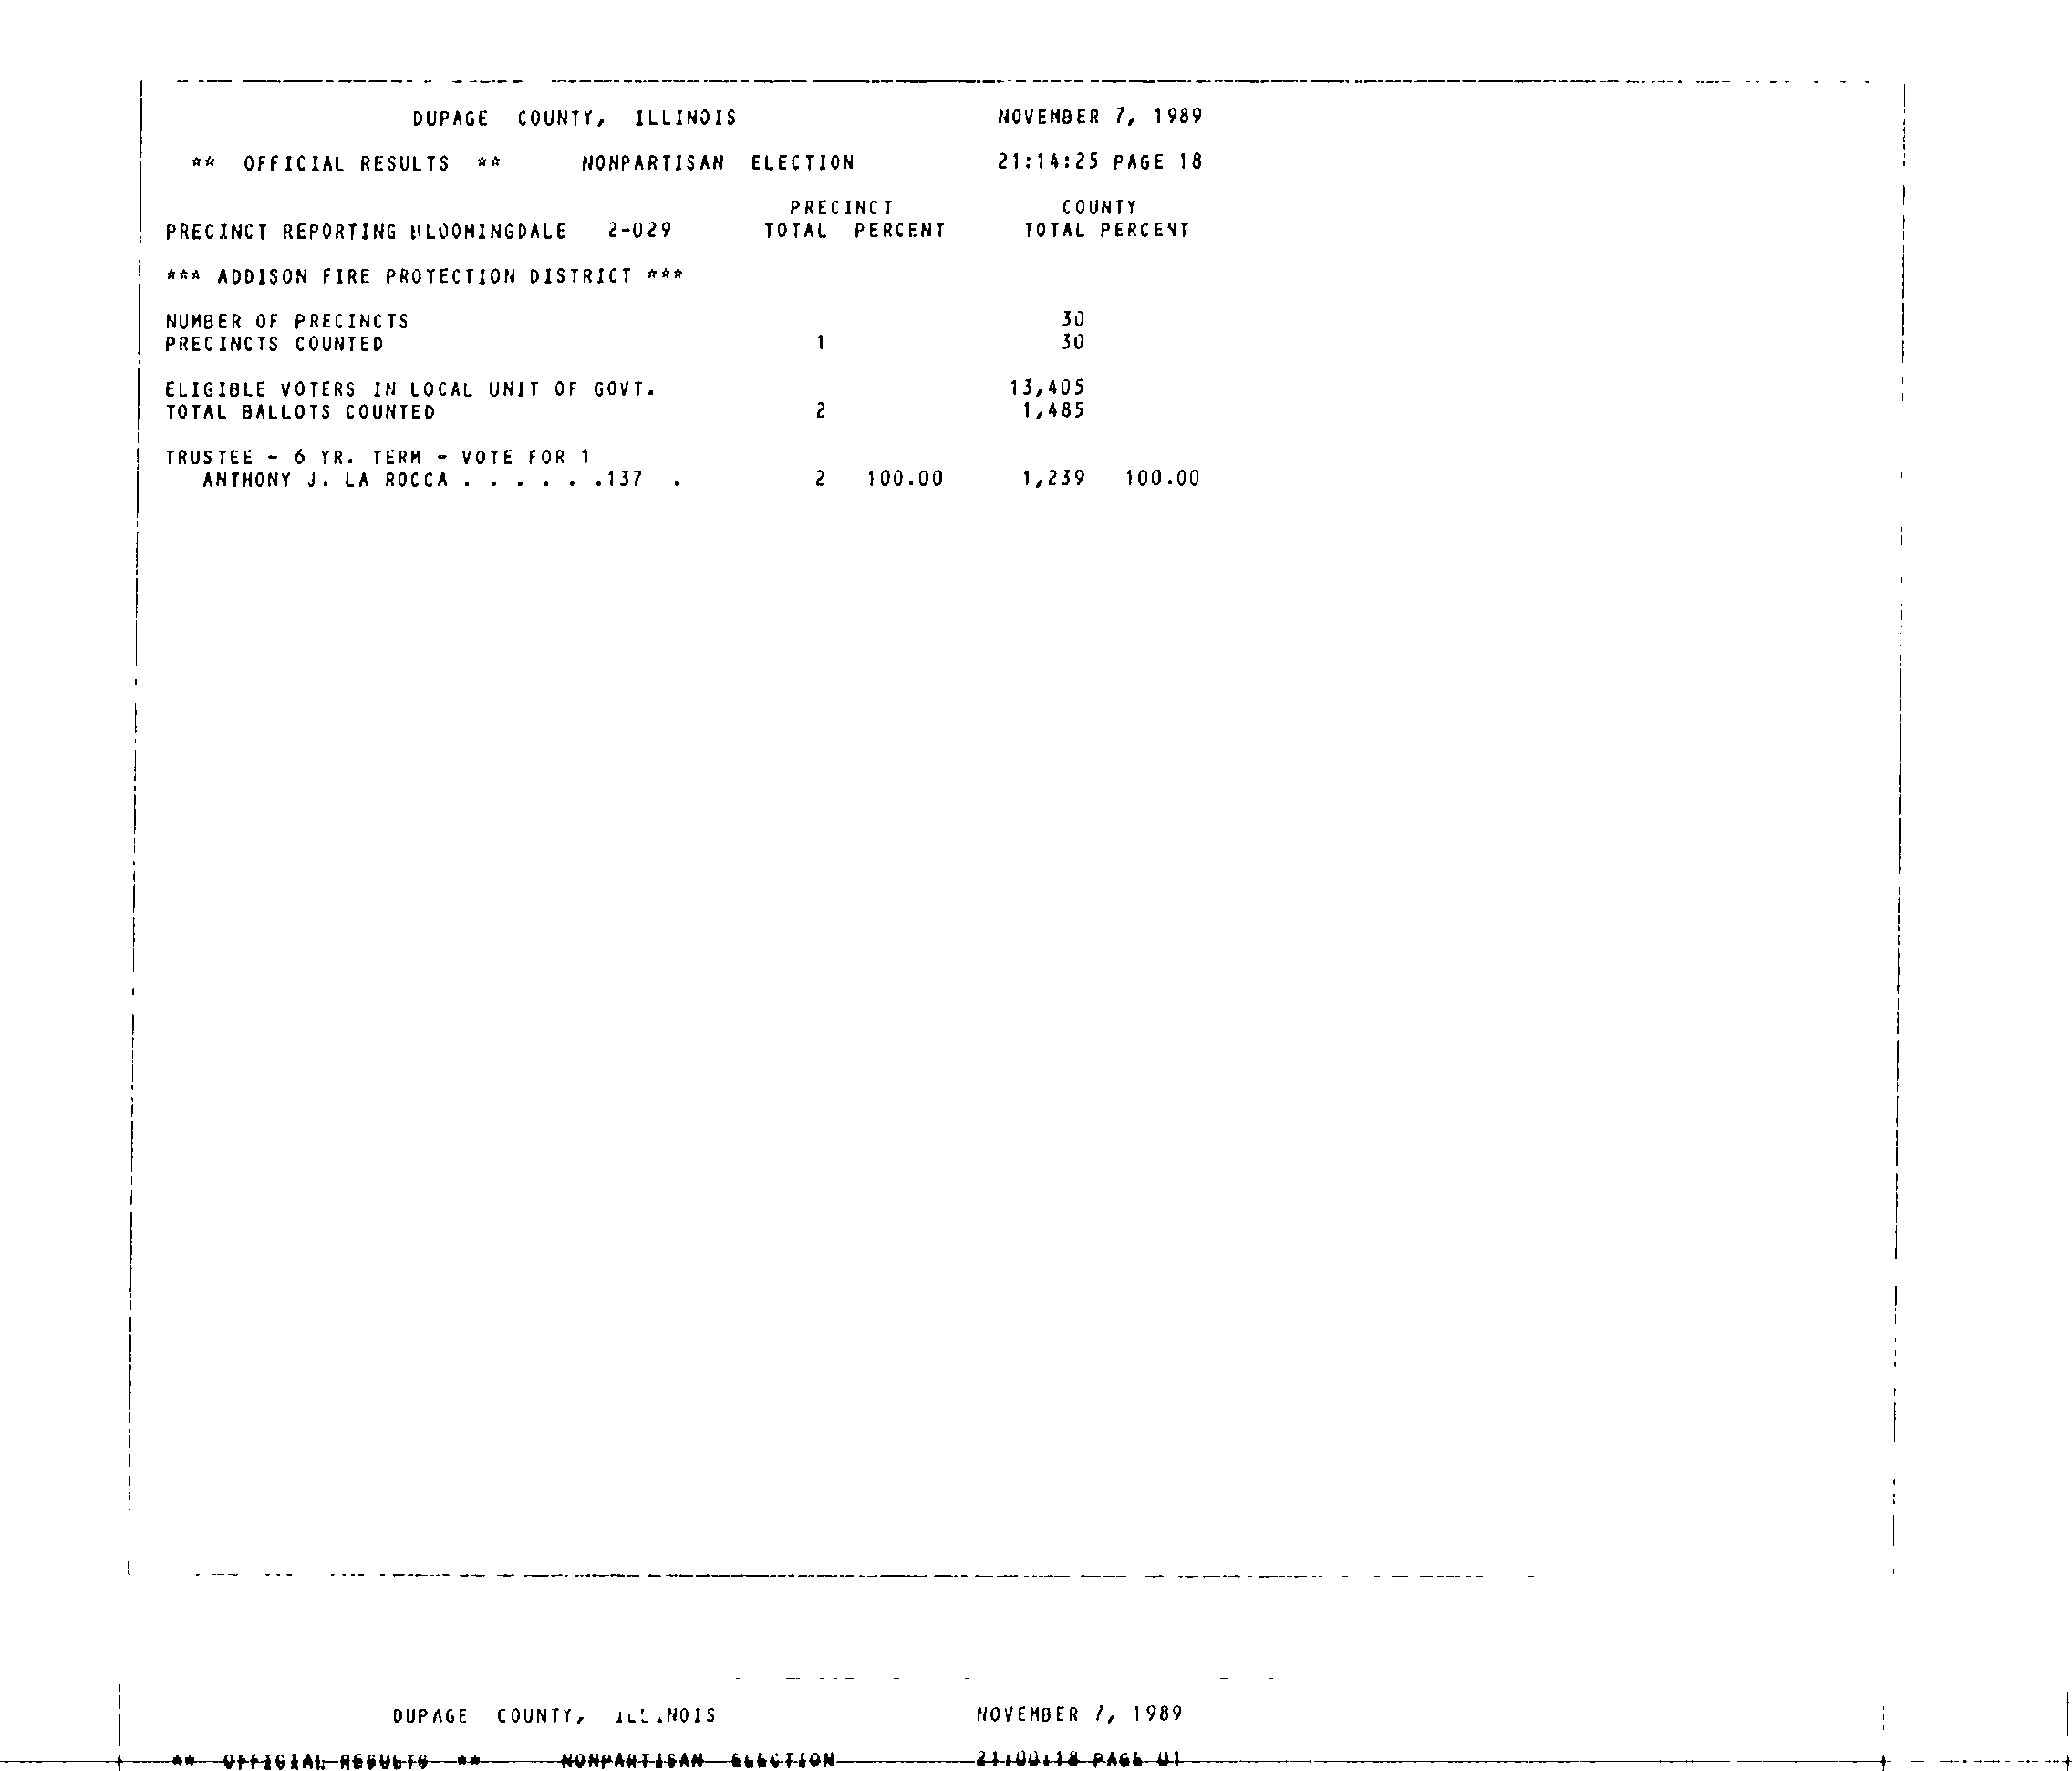 DUPAGE COUNTY, ILLINOIS NOVEMBER 7, 1989
** OFFICIAL RESULTS ** NONPARTISAN ELECTION 21:14:25 PAGE 18
PRECINCT COUNTY
PRECINCT REPORTING BLOOMINGDALE 2-029 TOTAL PERCENT TOTAL PERCENT
*** ADDISON FIRE PROTECTION DISTRICT ***
NUMBER OF PRECINCTS 30
PRECINCTS COUNTED 1 30
ELIGIBLE VOTERS IN LOCAL UNIT OF GOVT. 13,405
TOTAL BALLOTS COUNTED 2 1,485
TRUSTEE - 6 YR. TERM - VOTE FOR 1
ANTHONY J. LA ROCCA . . . . . .137 . 2 100.00 1,239 100.00
DUPAGE COUNTY, ILLINOIS NOVEMBER 7, 1989
** OFFICIAL RESULTS ** NONPARTISAN ELECTION 21:00:18 PAGE 01